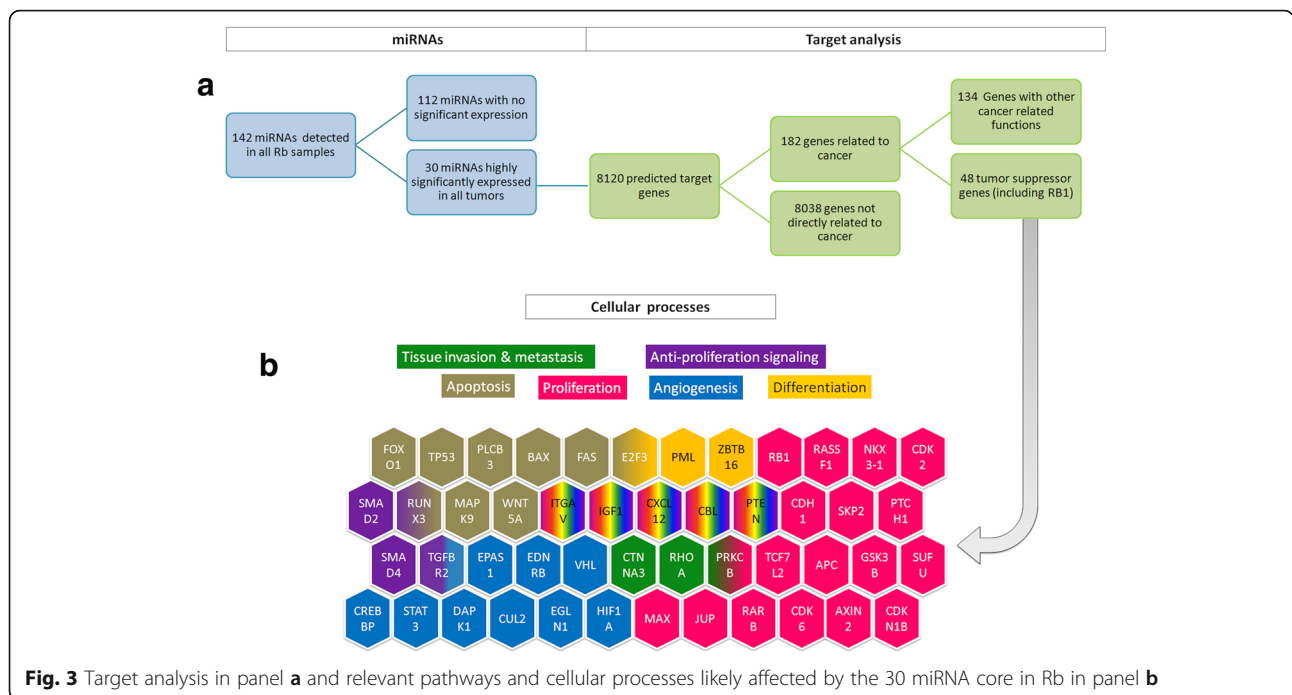 miRNAs
Target analysis
a
142 miRNAs detected
in all Rb samples
112 miRNAs with no
significant expression
30 miRNAs highly
significantly expressed
in all tumors
8120 predicted target
genes
182 genes related to
cancer
8038 genes not
directly related to
cancer
134 Genes with other
cancer related
functions
48 tumor suppressor
genes (including RB1)
Cellular processes
b
Tissue invasion & metastasis
Anti-proliferation signaling
Apoptosis
Proliferation
Angiogenesis
Differentiation
FOX
O1
TP53
PLCB
3
BAX
FAS
E2F3
PML
ZBTB
16
RB1
RASS
F1
NKX
3-1
CDK
2
SMA
D2
RUN
X3
MAP
K9
WNT
5A
ITGA
V
IGF1
CXCL
12
CBL
PTE
N
CDH
1
SKP2
PTC
H1
SMA
D4
TGFB
R2
EPAS
1
EDN
RB
VHL
CTN
NA3
RHO
A
PRKC
B
TCF7
L2
APC
GSK3
B
SUF
U
CREB
BP
STAT
3
DAP
K1
CUL2
EGL
N1
HIF1
A
MAX
JUP
RAR
B
CDK
6
AXIN
2
CDK
N1B
Fig. 3 Target analysis in panel a and relevant pathways and cellular processes likely affected by the 30 miRNA core in Rb in panel b